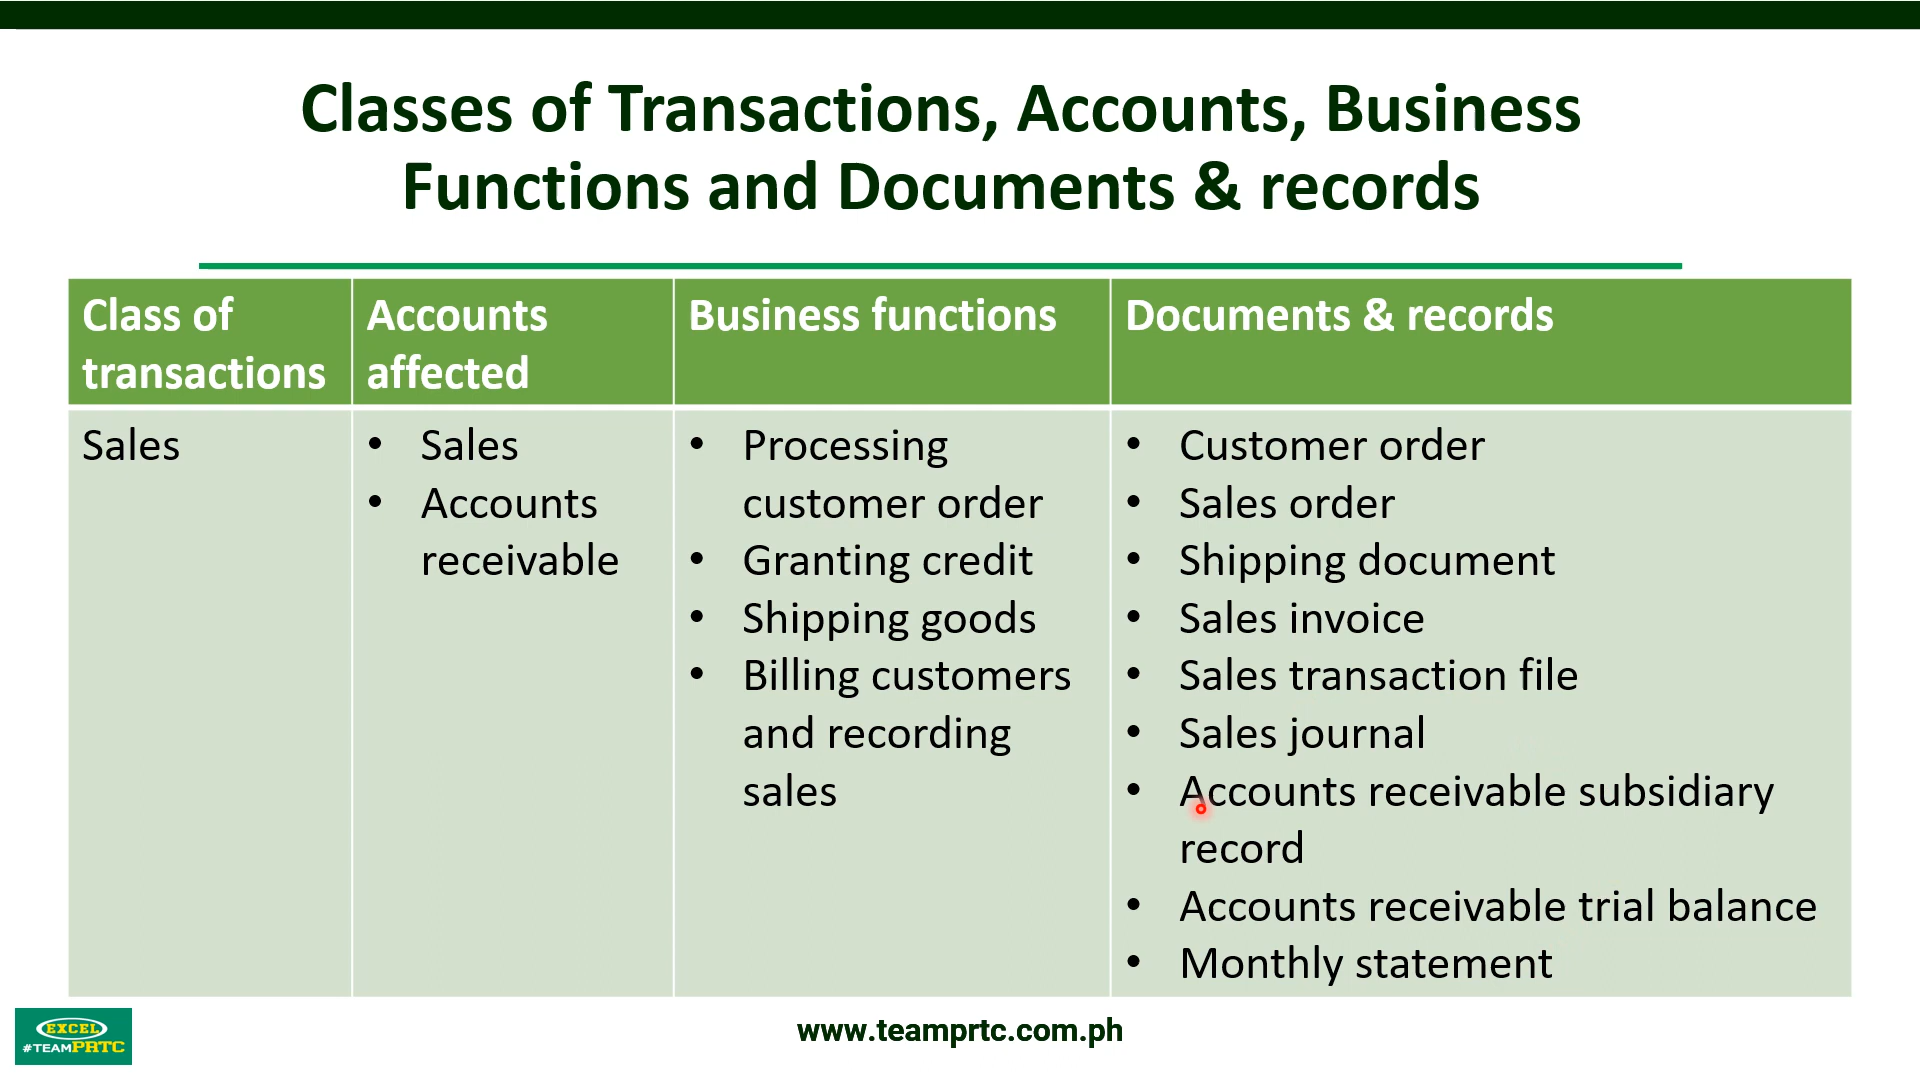 Classes of Transactions, Accounts, Business
Functions and Documents & records
Class of
transactions
Accounts
affected
Business functions
Documents & records
Sales
• Sales
• Accounts
receivable
• Processing
customer order
• Granting credit
• Shipping goods
• Billing customers
and recording
sales
• Customer order
• Sales order
• Shipping document
• Sales invoice
• Sales transaction file
• Sales journal
• Accounts receivable subsidiary
record
• Accounts receivable trial balance
• Monthly statement
EXCEL
#TEAMPRTC
www.teamprtc.com.ph